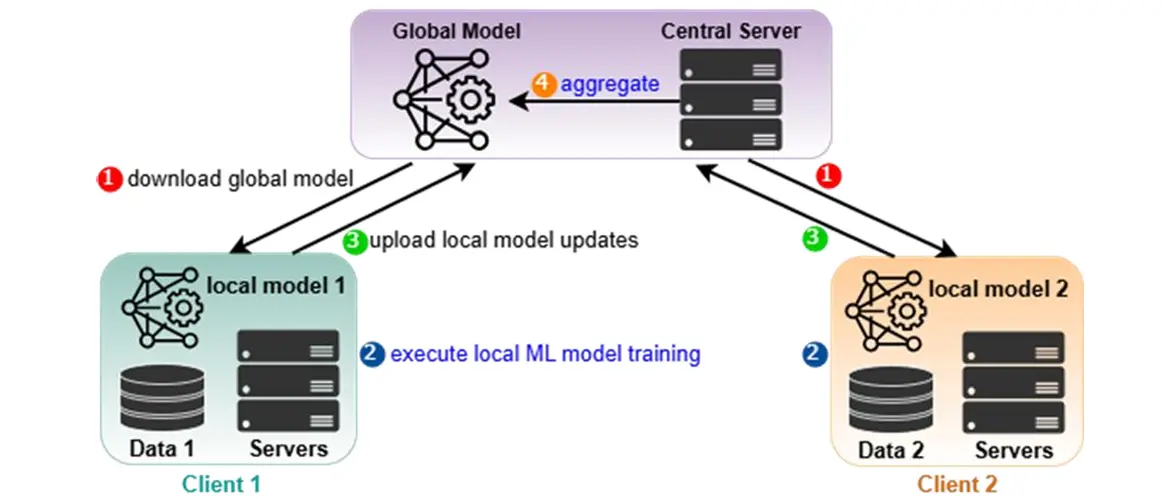 Global Model
Central Server
4 aggregate
1 download global model
1
3 upload local model updates
3
local model 1
local model 2
2 execute local ML model training
2
Data 1
Servers
Data 2
Servers
Client 1
Client 2